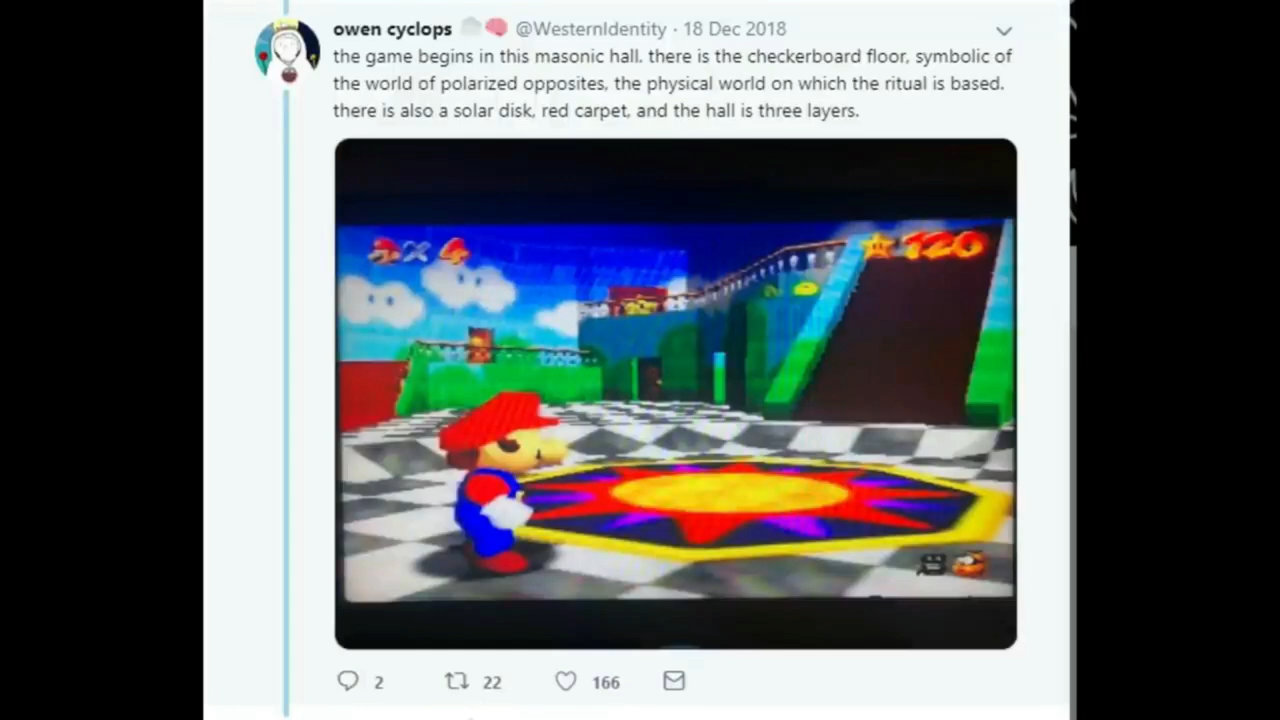 owen cyclops @WesternIdentity · 18 Dec 2018
the game begins in this masonic hall. there is the checkerboard floor, symbolic of
the world of polarized opposites, the physical world on which the ritual is based.
there is also a solar disk, red carpet, and the hall is three layers.
× 4 120
2 22 166